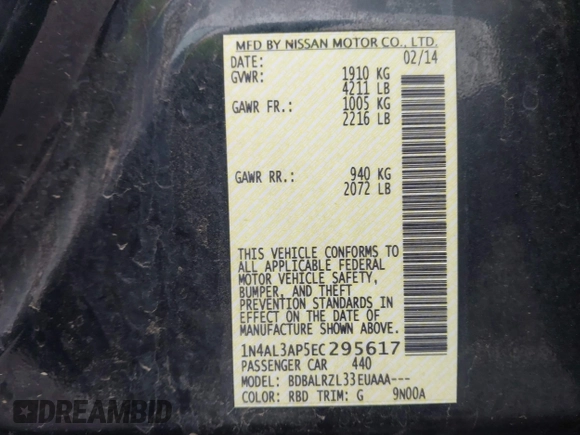 MFD BY NISSAN MOTOR CO., LTD.
DATE: 02/14
GVWR: 1910 KG
4211 LB
GAWR FR.: 1005 KG
2216 LB
GAWR RR.: 940 KG
2072 LB
THIS VEHICLE CONFORMS TO
ALL APPLICABLE FEDERAL
MOTOR VEHICLE SAFETY,
BUMPER, AND THEFT
PREVENTION STANDARDS IN
EFFECT ON THE DATE OF
MANUFACTURE SHOWN ABOVE.
1N4AL3AP5EC295617
PASSENGER CAR 440
MODEL: BDBALRZL33EUAAA---
COLOR: RBD TRIM: G 9N00A
DEALERSAMBID